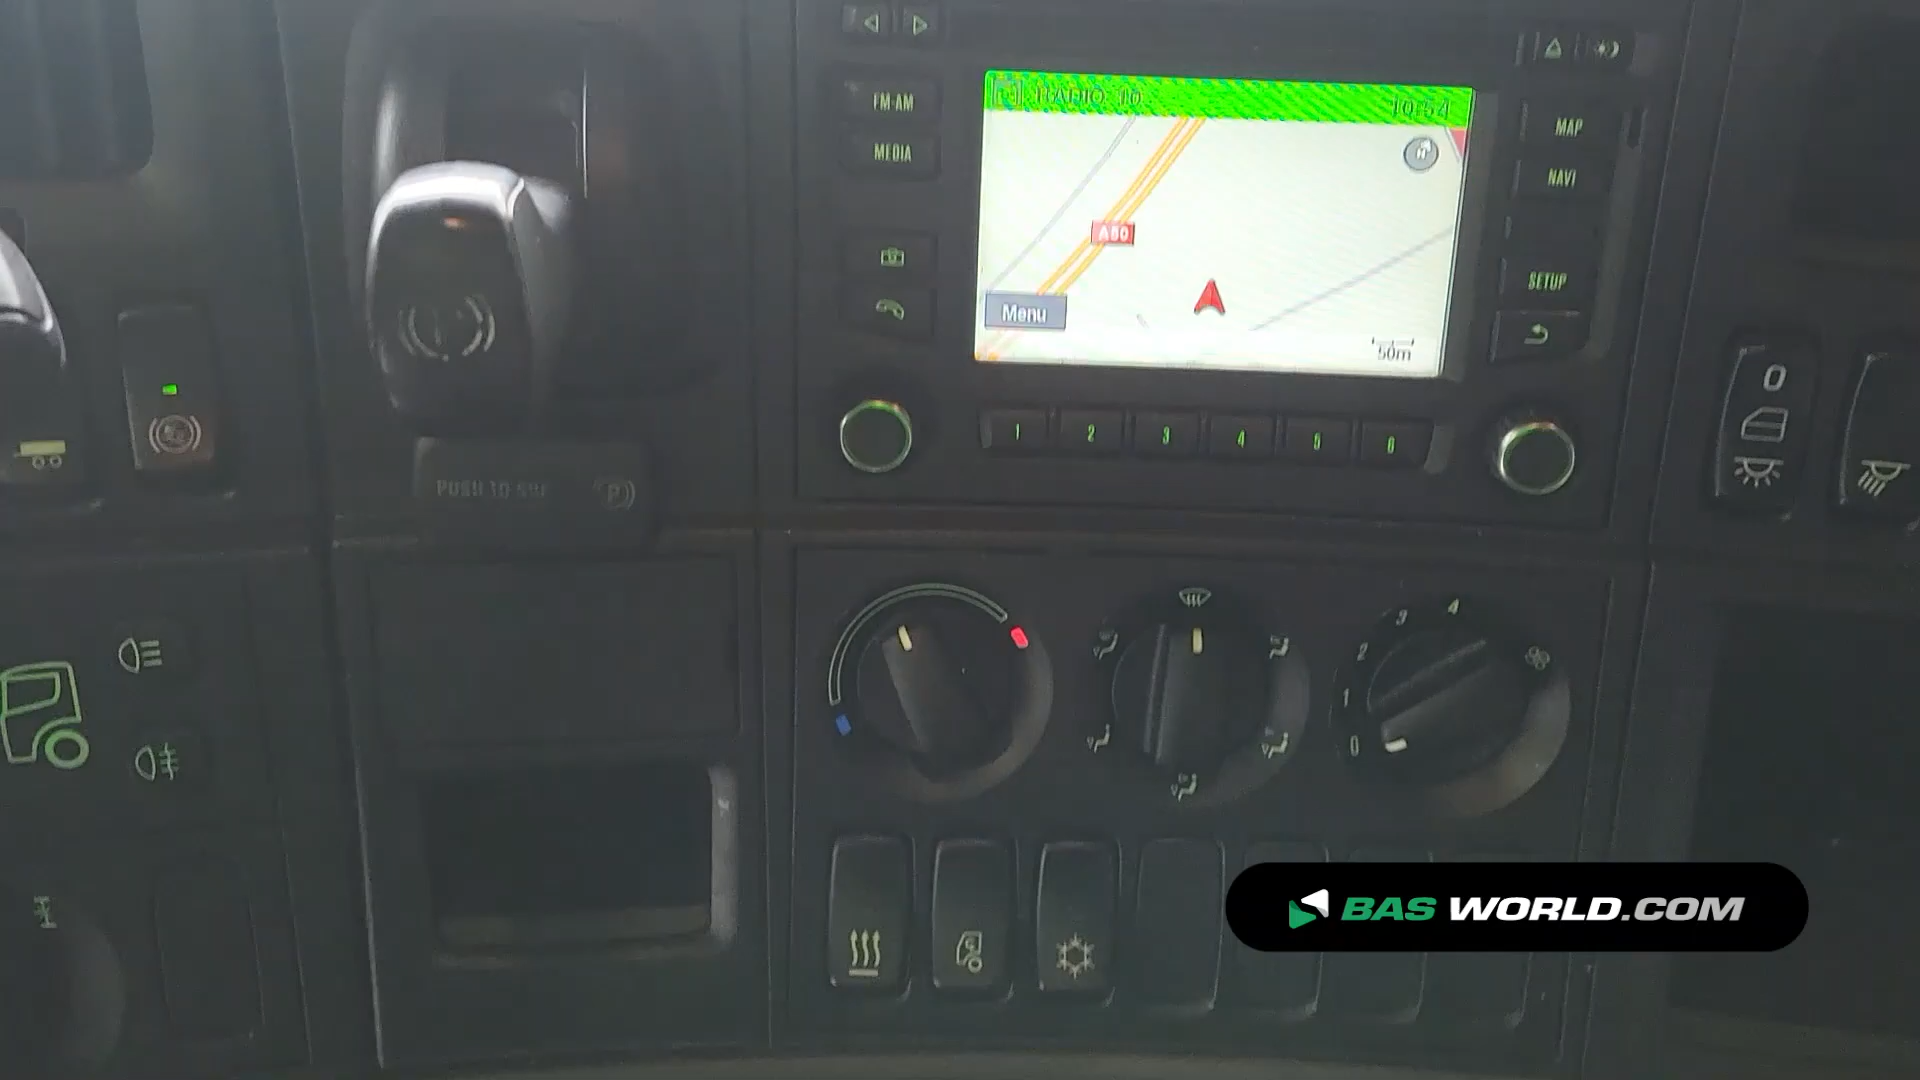 FM-AM
MEDIA
RADIO 10
10:54
A50
Menu
50m
MAP
NAVI
SETUP
1 2 3 4 5 6
0
PUSH TO
P
0 1 2 3 4
BAS WORLD.COM